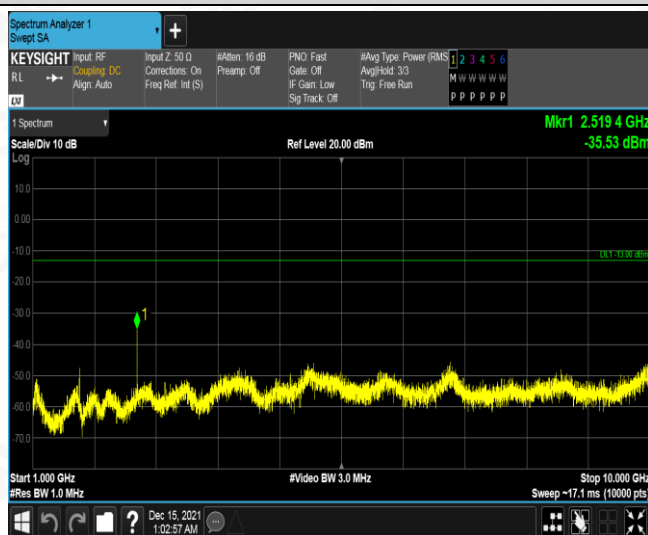 Spectrum Analyzer 1
Swept SA
+
KEYSIGHT
RL
LXI
Input: RF
Coupling: DC
Align: Auto
Input Z: 50 Ω
Corrections: On
Freq Ref: Int (S)
#Atten: 16 dB
Preamp: Off
PNO: Fast
Gate: Off
IF Gain: Low
Sig Track: Off
#Avg Type: Power (RMS
Avg|Hold: 3/3
Trig: Free Run
1 2 3 4 5 6
M W W W W W
P P P P P P
1 Spectrum
Scale/Div 10 dB
Ref Level 20.00 dBm
Mkr1 2.519 4 GHz
-35.53 dBm
Log
10.0
0.00
DL1 -13.00 dBm
-10.0
-20.0
-30.0
1
-40.0
-50.0
-60.0
-70.0
Start 1.000 GHz
#Video BW 3.0 MHz
Stop 10.000 GHz
#Res BW 1.0 MHz
Sweep ~17.1 ms (10000 pts)
?
Dec 15, 2021
1:02:57 AM